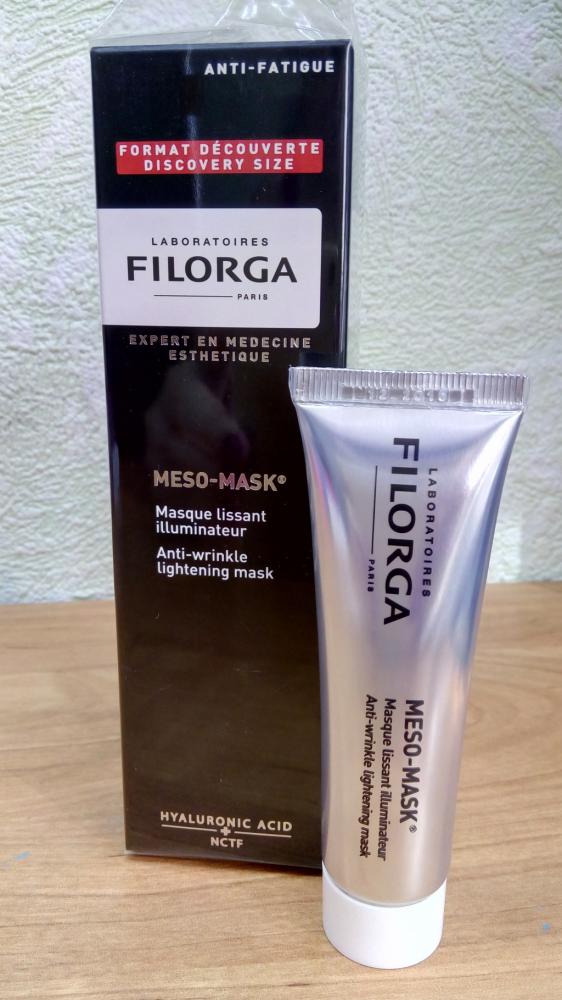 ANTI-FATIGUE
FORMAT DÉCOUVERTE
DISCOVERY SIZE
LABORATOIRES
FILORGA
PARIS
EXPERT EN MEDECINE
ESTHETIQUE
MESO-MASK®
Masque lissant
illuminateur
Anti-wrinkle
lightening mask
HYALURONIC ACID
+
NCTF
LABORATOIRES
FILORGA
PARIS
MESO-MASK®
Masque lissant illuminateur
Anti-wrinkle lightening mask